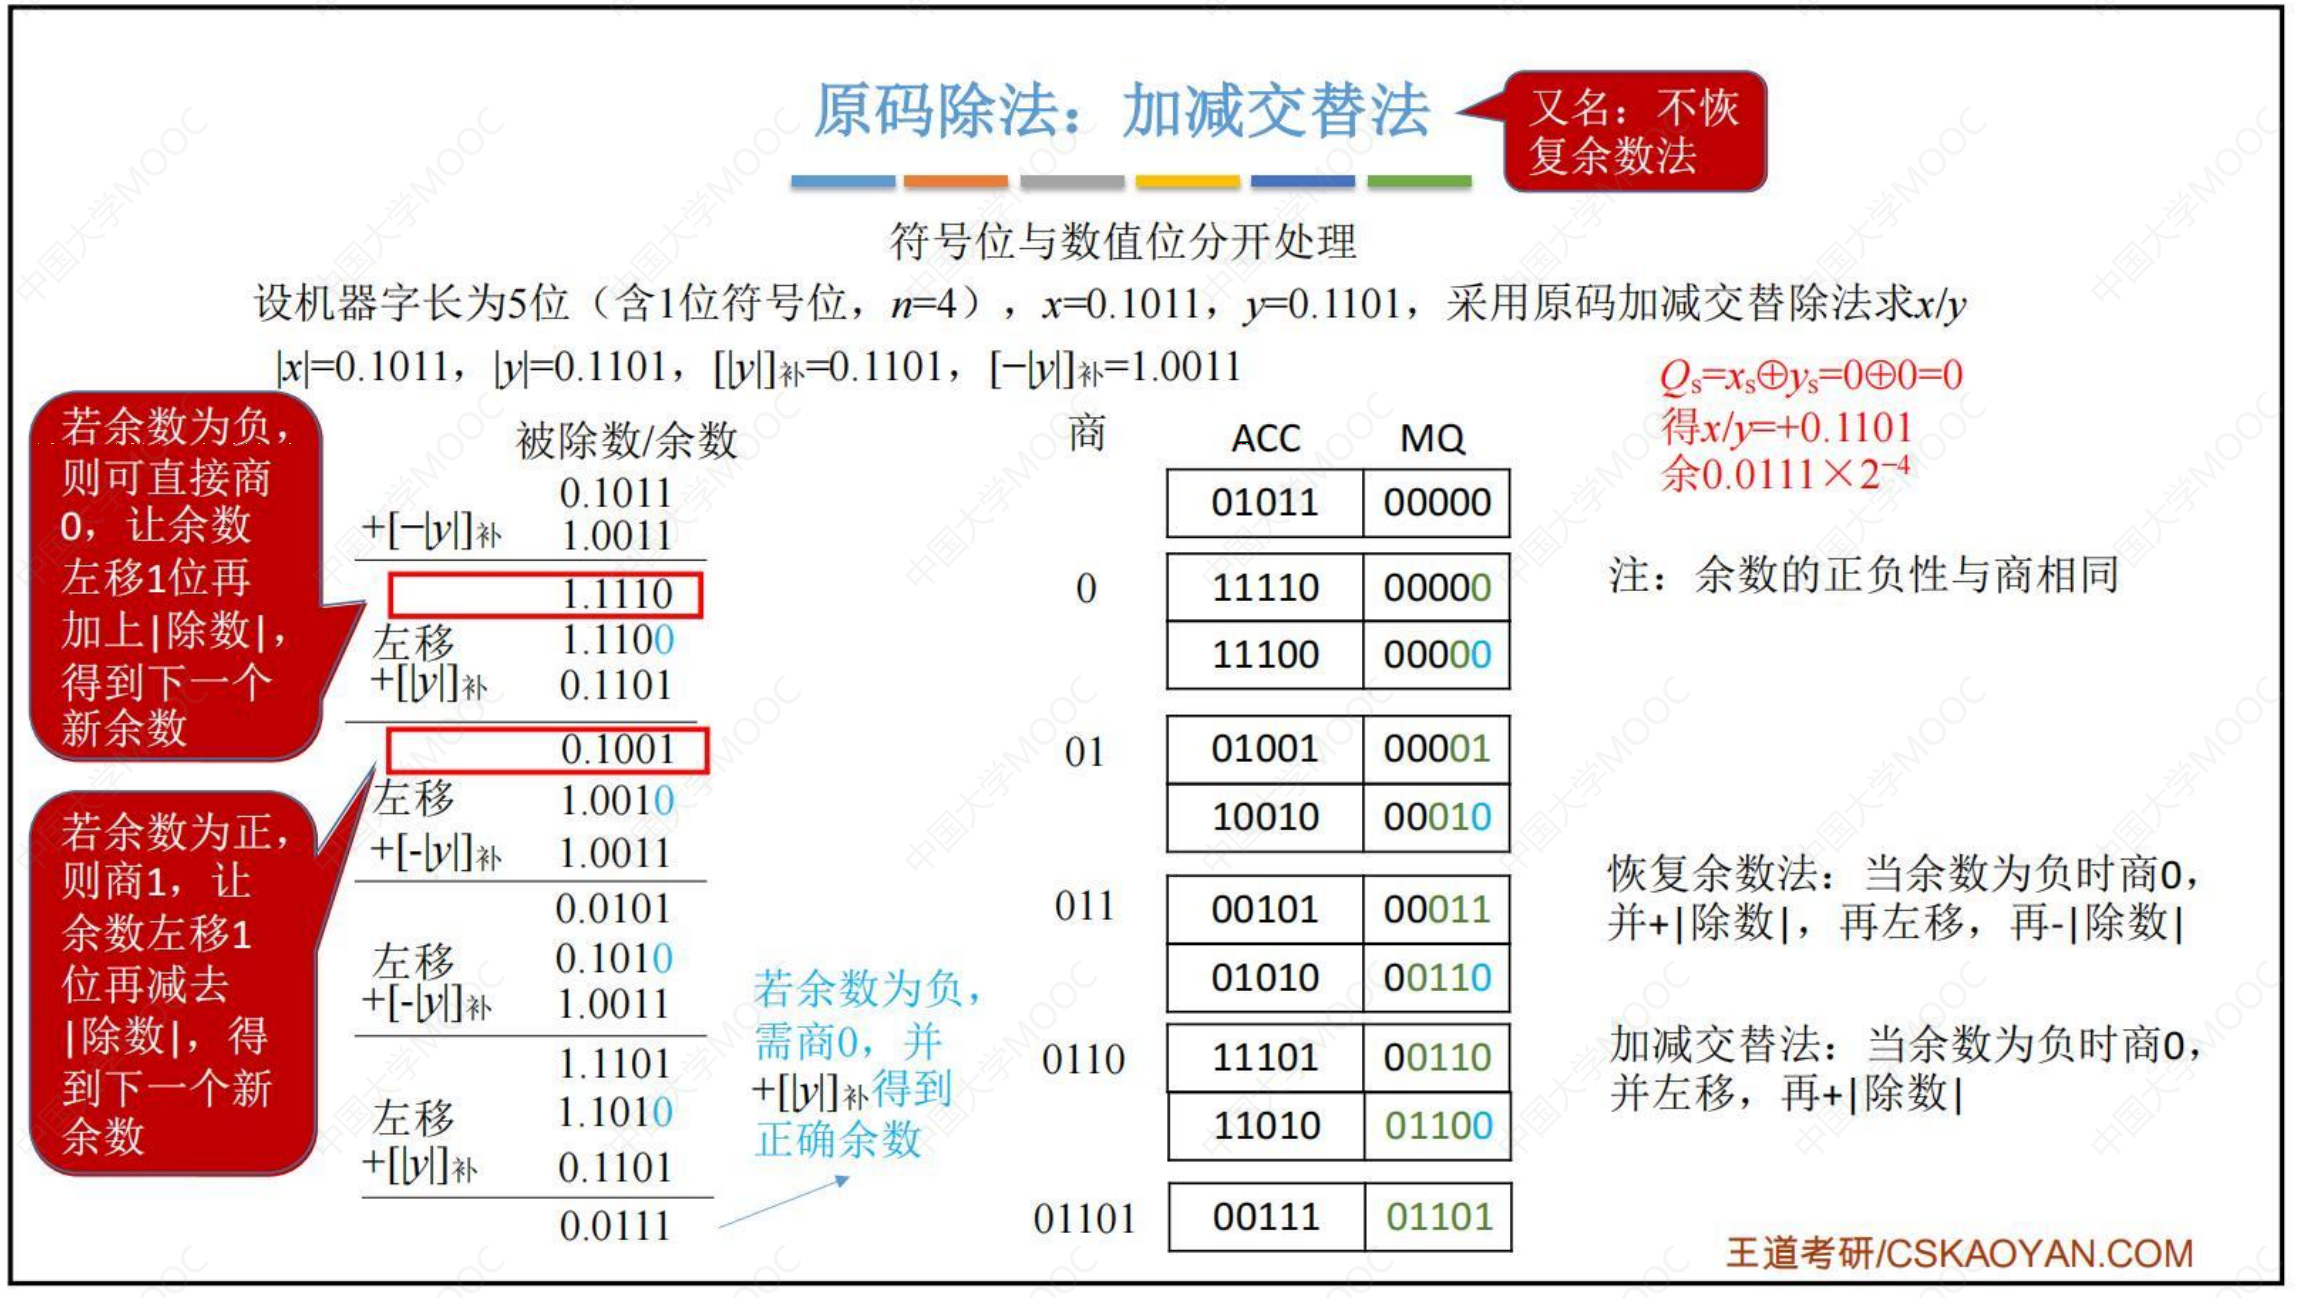 原码除法：加减交替法
又名：不恢
复余数法
符号位与数值位分开处理
设机器字长为5位（含1位符号位，n=4），x=0.1011，y=0.1101，采用原码加减交替除法求x/y
|x|=0.1011，|y|=0.1101，[|y|]补=0.1101，[−|y|]补=1.0011
Qs=xs⊕ys=0⊕0=0
得x/y=+0.1101
余0.0111×2⁻⁴
若余数为负，
则可直接商
0，让余数
左移1位再
加上|除数|，
得到下一个
新余数
若余数为正，
则商1，让
余数左移1
位再减去
|除数|，得
到下一个新
余数
被除数/余数
0.1011
+[−|y|]补 1.0011
1.1110
左移 1.1100
+[|y|]补 0.1101
0.1001
左移 1.0010
+[-|y|]补 1.0011
0.0101
左移 0.1010
+[-|y|]补 1.0011
1.1101
左移 1.1010
+[|y|]补 0.1101
0.0111
若余数为负，
需商0，并
+[|y|]补得到
正确余数
商 ACC MQ
01011 00000
0 11110 00000
11100 00000
01 01001 00001
10010 00010
011 00101 00011
01010 00110
0110 11101 00110
11010 01100
01101 00111 01101
注：余数的正负性与商相同
恢复余数法：当余数为负时商0，
并+|除数|，再左移，再-|除数|
加减交替法：当余数为负时商0，
并左移，再+|除数|
王道考研/CSKAOYAN.COM
中国大学MOOC